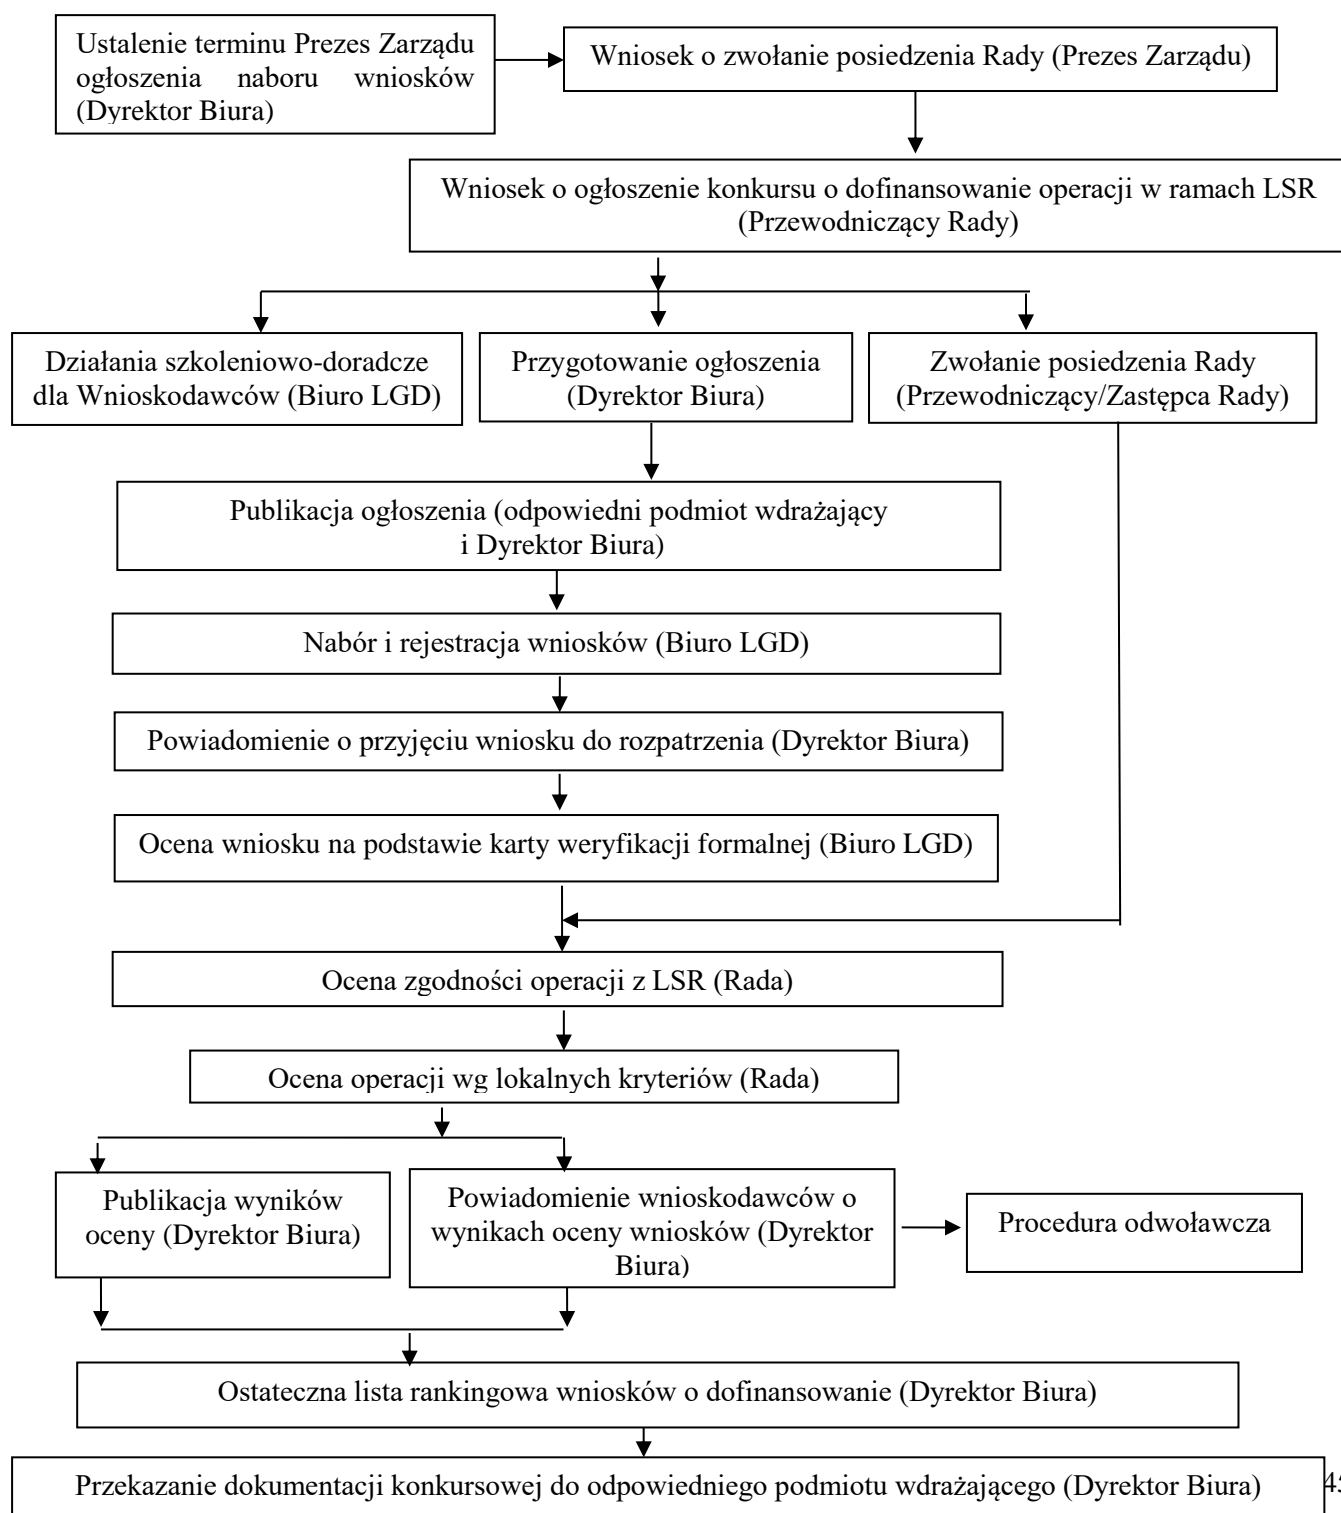 Ustalenie terminu Prezes Zarządu
ogłoszenia naboru wniosków
(Dyrektor Biura)
Wniosek o zwołanie posiedzenia Rady (Prezes Zarządu)
Wniosek o ogłoszenie konkursu o dofinansowanie operacji w ramach LSR
(Przewodniczący Rady)
Działania szkoleniowo-doradcze
dla Wnioskodawców (Biuro LGD)
Przygotowanie ogłoszenia
(Dyrektor Biura)
Zwołanie posiedzenia Rady
(Przewodniczący/Zastępca Rady)
Publikacja ogłoszenia (odpowiedni podmiot wdrażający
i Dyrektor Biura)
Nabór i rejestracja wniosków (Biuro LGD)
Powiadomienie o przyjęciu wniosku do rozpatrzenia (Dyrektor Biura)
Ocena wniosku na podstawie karty weryfikacji formalnej (Biuro LGD)
Ocena zgodności operacji z LSR (Rada)
Ocena operacji wg lokalnych kryteriów (Rada)
Publikacja wyników
oceny (Dyrektor Biura)
Powiadomienie wnioskodawców o
wynikach oceny wniosków (Dyrektor
Biura)
Procedura odwoławcza
Ostateczna lista rankingowa wniosków o dofinansowanie (Dyrektor Biura)
Przekazanie dokumentacji konkursowej do odpowiedniego podmiotu wdrażającego (Dyrektor Biura)
45